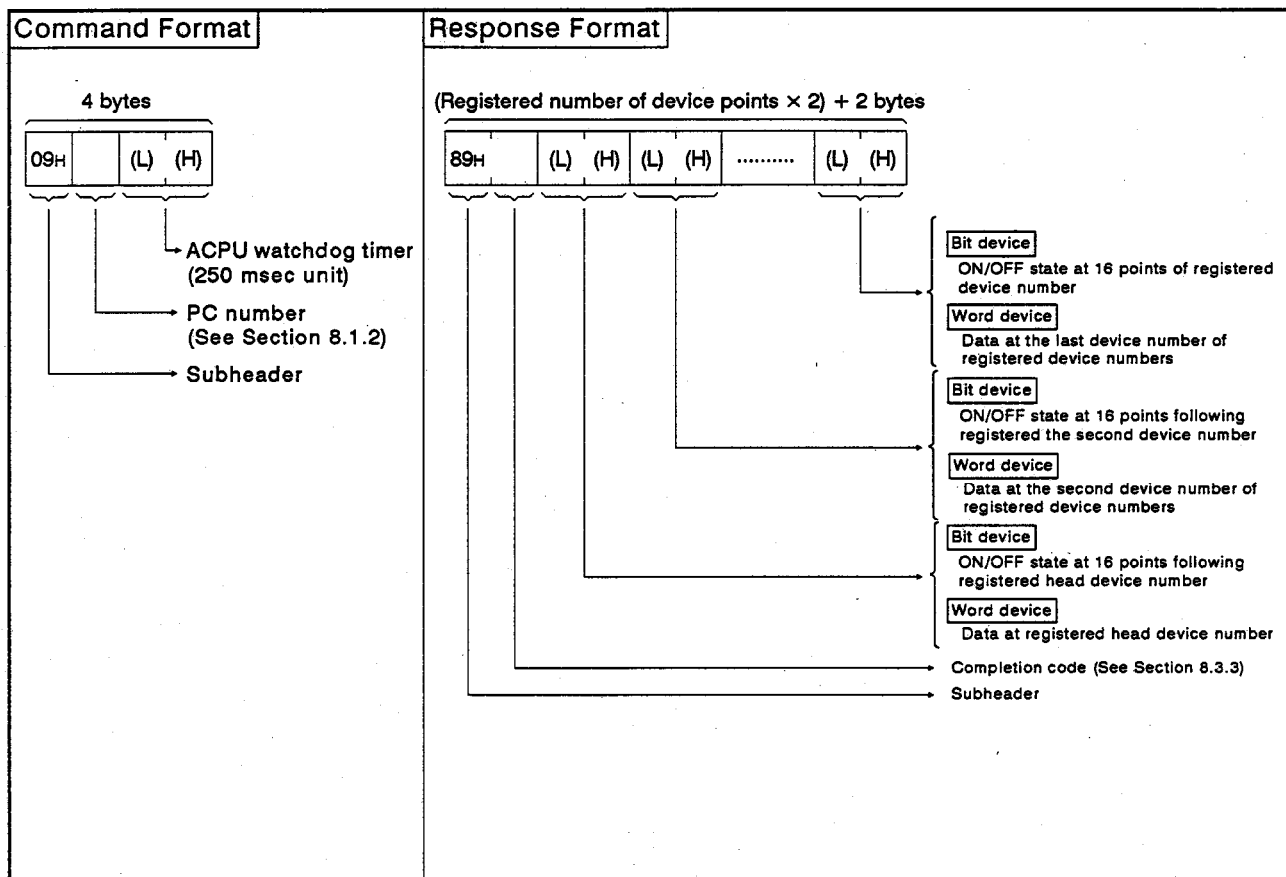 Command Format
4 bytes
09H (L) (H)
ACPU watchdog timer
(250 msec unit)
PC number
(See Section 8.1.2)
Subheader
Response Format
(Registered number of device points × 2) + 2 bytes
89H (L) (H) (L) (H) .......... (L) (H)
Bit device
ON/OFF state at 16 points of registered
device number
Word device
Data at the last device number of
registered device numbers
Bit device
ON/OFF state at 16 points following
registered the second device number
Word device
Data at the second device number of
registered device numbers
Bit device
ON/OFF state at 16 points following
registered head device number
Word device
Data at registered head device number
Completion code (See Section 8.3.3)
Subheader